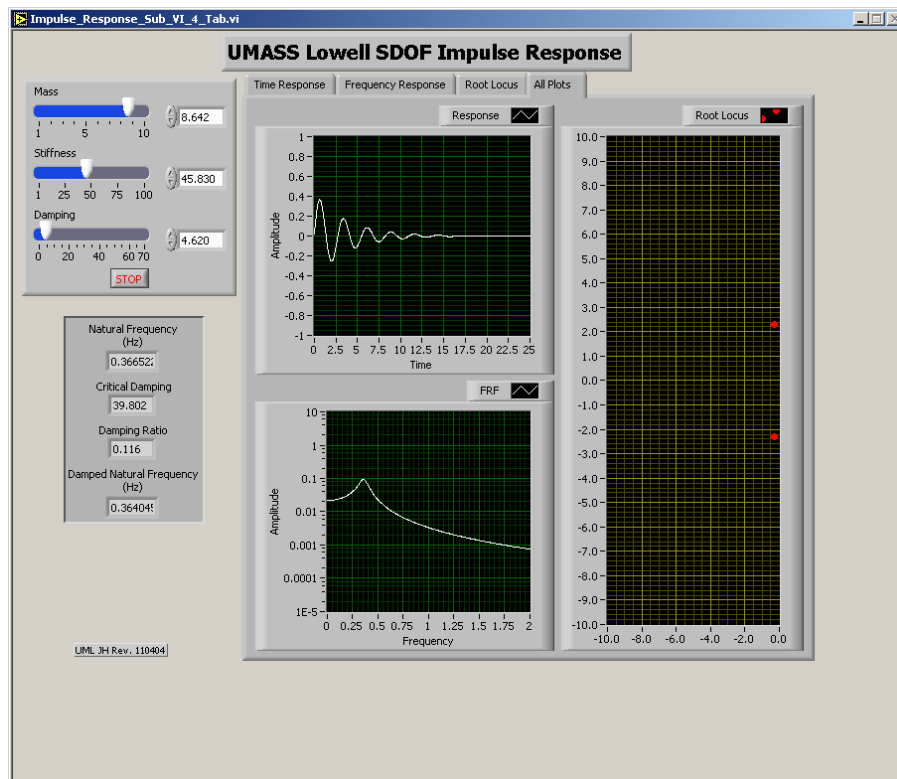 Impulse_Response_Sub_VI_4_Tab.vi
UMASS Lowell SDOF Impulse Response
Time Response Frequency Response Root Locus All Plots
Mass
8.642
1 5 10
Stiffness
45.830
1 25 50 75 100
Damping
4.620
0 20 40 60 70
STOP
Natural Frequency
(Hz)
0.366522
Critical Damping
39.802
Damping Ratio
0.116
Damped Natural Frequency
(Hz)
0.364045
UML JH Rev. 110404
Response
1
0.8
0.6
0.4
0.2
0
-0.2
-0.4
-0.6
-0.8
-1
Amplitude
0 2.5 5 7.5 10 12.5 15 17.5 20 22.5 25
Time
FRF
10
1
0.1
0.01
0.001
0.0001
1E-5
Amplitude
0 0.25 0.5 0.75 1 1.25 1.5 1.75 2
Frequency
Root Locus
10.0
9.0
8.0
7.0
6.0
5.0
4.0
3.0
2.0
1.0
0.0
-1.0
-2.0
-3.0
-4.0
-5.0
-6.0
-7.0
-8.0
-9.0
-10.0
-10.0 -8.0 -6.0 -4.0 -2.0 0.0